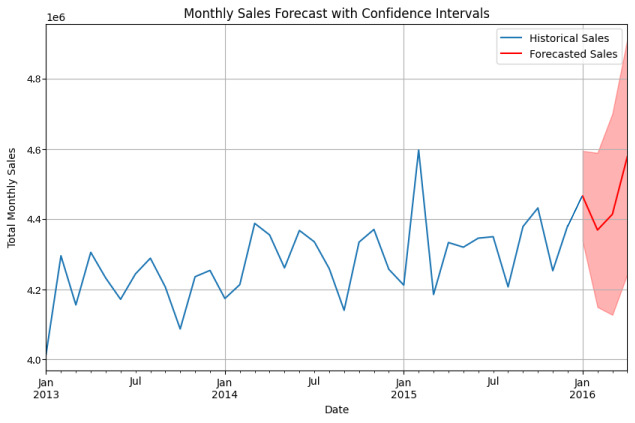 Monthly Sales Forecast with Confidence Intervals
1e6
Historical Sales
Forecasted Sales
4.8
4.6
4.4
4.2
4.0
Total Monthly Sales
Jan Jul Jan Jul Jan Jul Jan
2013 2014 2015 2016
Date